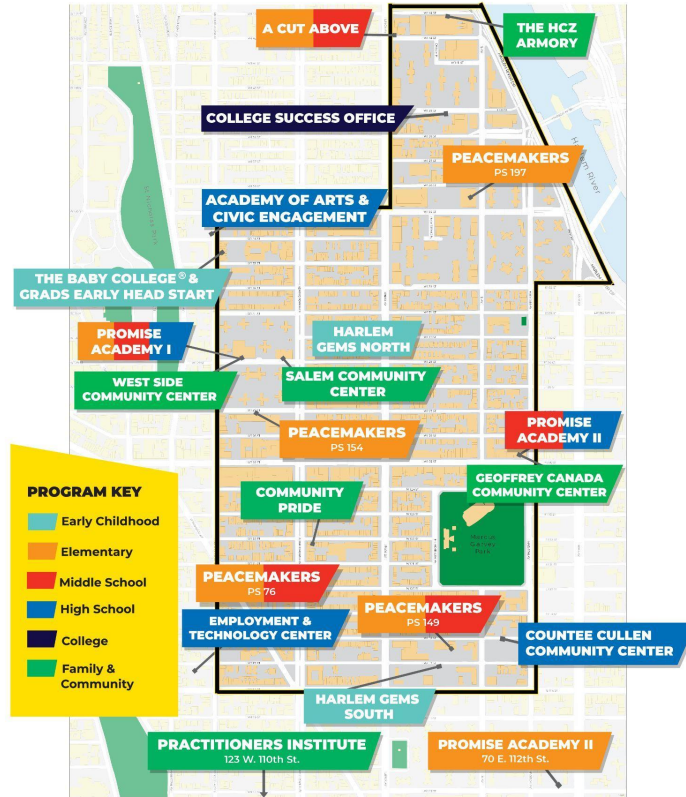 A CUT ABOVE
THE HCZ
ARMORY
COLLEGE SUCCESS OFFICE
Harlem River
PEACEMAKERS
PS 197
ACADEMY OF ARTS &
CIVIC ENGAGEMENT
THE BABY COLLEGE® &
GRADS EARLY HEAD START
PROMISE
ACADEMY I
HARLEM
GEMS NORTH
WEST SIDE
COMMUNITY CENTER
SALEM COMMUNITY
CENTER
PEACEMAKERS
PS 154
PROMISE
ACADEMY II
GEOFFREY CANADA
COMMUNITY CENTER
COMMUNITY
PRIDE
Marcus
Garvey
Park
PROGRAM KEY
Early Childhood
Elementary
Middle School
High School
College
Family &
Community
PEACEMAKERS
PS 76
PEACEMAKERS
PS 149
EMPLOYMENT &
TECHNOLOGY CENTER
COUNTEE CULLEN
COMMUNITY CENTER
HARLEM GEMS
SOUTH
PRACTITIONERS INSTITUTE
123 W. 110th St.
PROMISE ACADEMY II
70 E. 112th St.